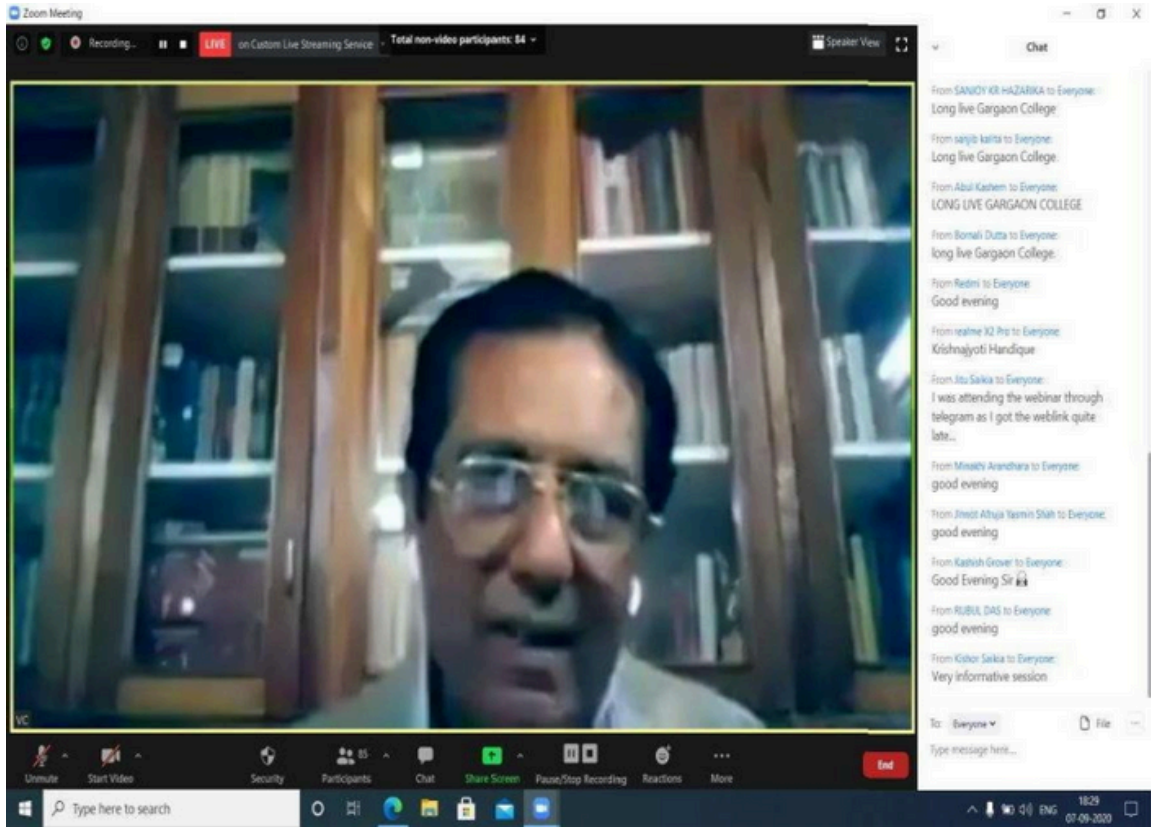 Zoom Meeting
Recording...
LIVE
on Custom Live Streaming Service
Total non-video participants: 84
Speaker View
Chat
From SANJOY KR HAZARIKA to Everyone:
Long live Gargaon College
From sanjib kalita to Everyone:
Long live Gargaon College.
From Abul Kashem to Everyone:
LONG LIVE GARGAON COLLEGE
From Bornali Dutta to Everyone:
long live Gargaon College.
From Redmi to Everyone:
Good evening
From realme X2 Pro to Everyone:
Krishnajyoti Handique
From Jitu Saikia to Everyone:
I was attending the webinar through
telegram as I got the weblink quite
late...
From Minakhi Arandhara to Everyone:
good evening
From Jinnot Afruja Yasmin Shah to Everyone:
good evening
From Kashish Grover to Everyone:
Good Evening Sir
From RUBUL DAS to Everyone:
good evening
From Kishor Saikia to Everyone:
Very informative session
VC
To: Everyone
File
Type message here...
Unmute
Start Video
Security
85
Participants
Chat
Share Screen
Pause/Stop Recording
Reactions
More
End
Type here to search
ENG
18:29
07-09-2020